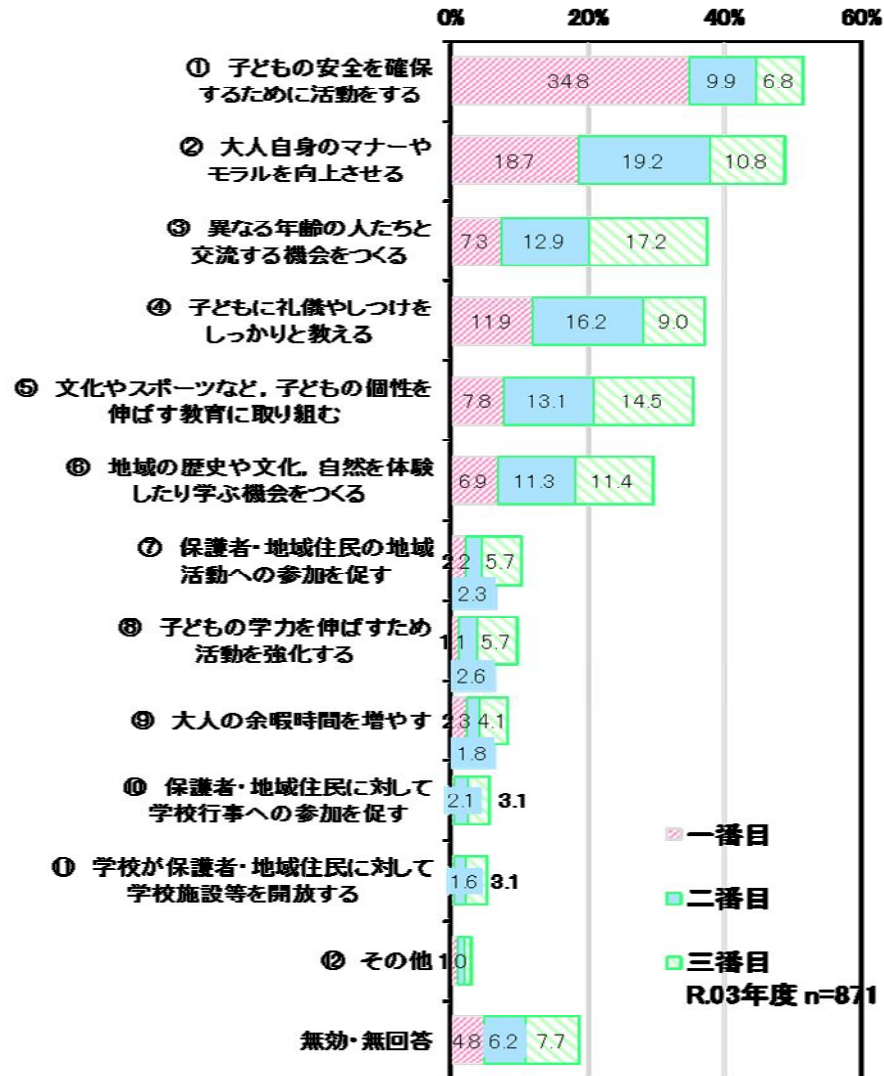 0% 20% 40% 60%
① 子どもの安全を確保
するために活動をする
34.8 9.9 6.8
② 大人自身のマナーや
モラルを向上させる
18.7 19.2 10.8
③ 異なる年齢の人たちと
交流する機会をつくる
7.3 12.9 17.2
④ 子どもに礼儀やしつけを
しっかりと教える
11.9 16.2 9.0
⑤ 文化やスポーツなど，子どもの個性を
伸ばす教育に取り組む
7.8 13.1 14.5
⑥ 地域の歴史や文化，自然を体験
したり学ぶ機会をつくる
6.9 11.3 11.4
⑦ 保護者・地域住民の地域
活動への参加を促す
2.2 5.7
2.3
⑧ 子どもの学力を伸ばすため
活動を強化する
1.1 5.7
2.6
⑨ 大人の余暇時間を増やす
2.3 4.1
1.8
⑩ 保護者・地域住民に対して
学校行事への参加を促す
2.1 3.1
⑪ 学校が保護者・地域住民に対して
学校施設等を開放する
1.6 3.1
⑫ その他
1.0
無効・無回答
4.8 6.2 7.7
一番目
二番目
三番目
R.03年度 n=871